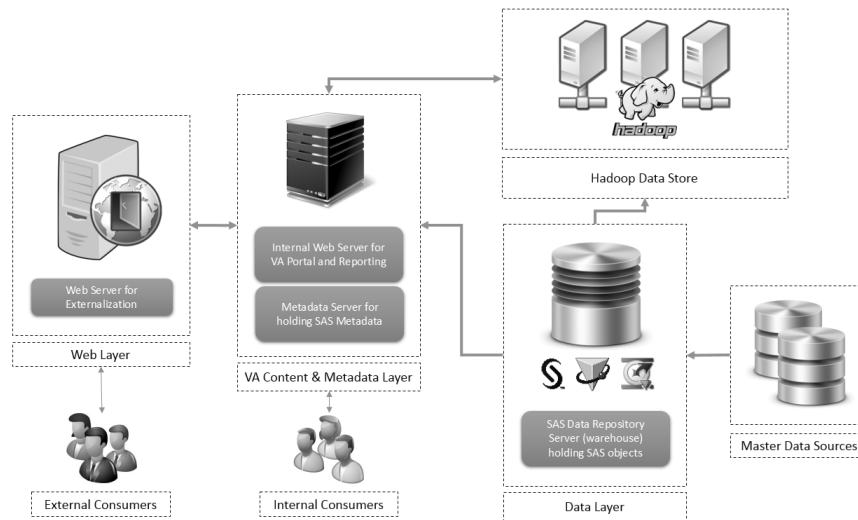 hadoop
Hadoop Data Store
Internal Web Server for
VA Portal and Reporting
Metadata Server for
holding SAS Metadata
Web Server for
Externalization
Web Layer
VA Content & Metadata Layer
SAS Data Repository
Server (warehouse)
holding SAS objects
Master Data Sources
External Consumers
Internal Consumers
Data Layer